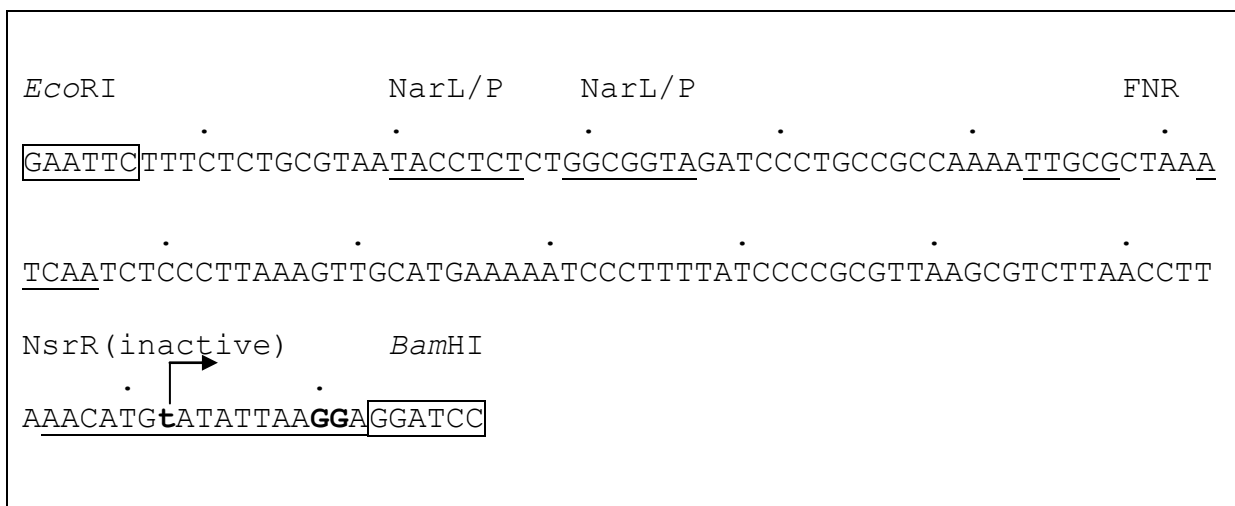 EcoRI NarL/P NarL/P FNR
. . . . . .
GAATTCTTTCTCTGCGTAATACCTCTCTGGCGGTAGATCCCTGCCGCCAAAATTGCGCTAAA
. . . . . .
TCAATCTCCCTTAAAGTTGCATGAAAAATCCCTTTTATCCCCGCGTTAAGCGTCTTAACCTT
NsrR(inactive) BamHI
. .
AAACATGtATATTAAGGAGGATCC